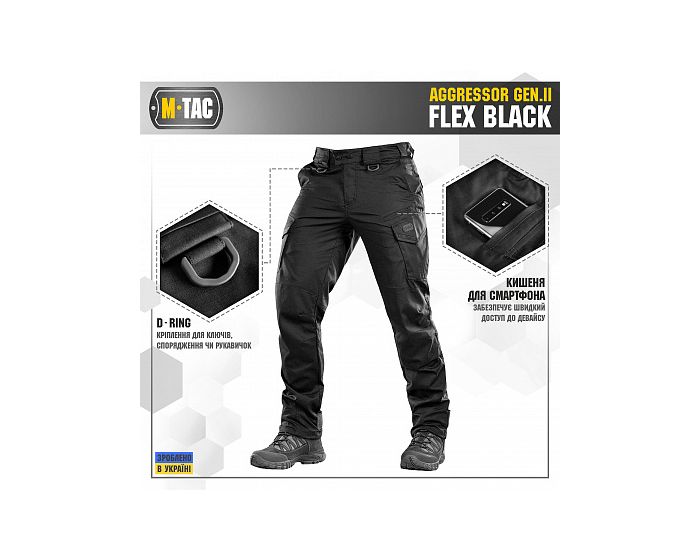 M·TAC
AGGRESSOR GEN.II
FLEX BLACK
D-RING
КРІПЛЕННЯ ДЛЯ КЛЮЧІВ,
СПОРЯДЖЕННЯ ЧИ РУКАВИЧОК
КИШЕНЯ
ДЛЯ СМАРТФОНА
ЗАБЕЗПЕЧУЄ ШВИДКИЙ
ДОСТУП ДО ДЕВАЙСУ
ЗРОБЛЕНО
В УКРАЇНІ